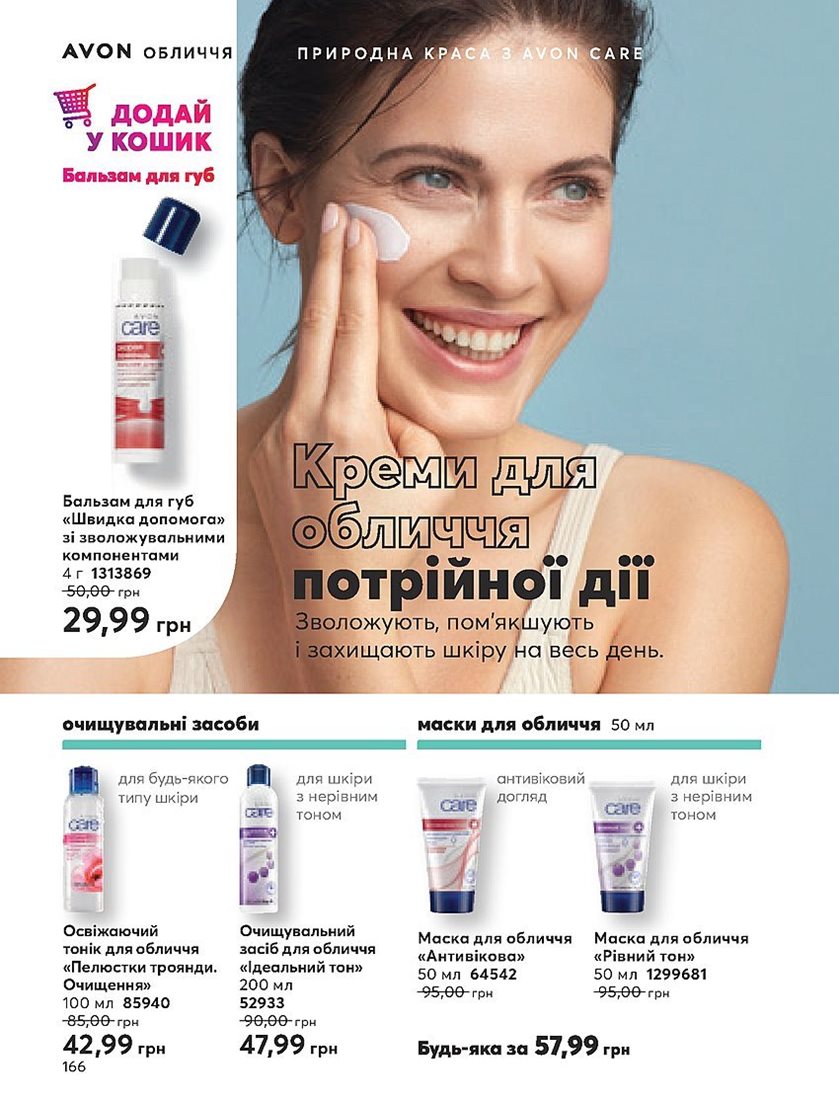 AVON ОБЛИЧЧЯ
ПРИРОДНА КРАСА З AVON CARE
ДОДАЙ
У КОШИК
Бальзам для губ
AVON
care
Бальзам для губ
«Швидка допомога»
зі зволожувальними
компонентами
4 г 1313869
50,00 грн
29,99 грн
Креми для
обличчя
потрійної дії
Зволожують, пом'якшують
і захищають шкіру на весь день.
очищувальні засоби
для будь-якого
типу шкіри
care
Освіжаючий
тонік для обличчя
«Пелюстки троянди.
Очищення»
100 мл 85940
85,00 грн
42,99 грн
для шкіри
з нерівним
тоном
care
Очищувальний
засіб для обличчя
«Ідеальний тон»
200 мл
52933
90,00 грн
47,99 грн
маски для обличчя 50 мл
антивіковий
догляд
care
Маска для обличчя
«Антивікова»
50 мл 64542
95,00 грн
для шкіри
з нерівним
тоном
care
Маска для обличчя
«Рівний тон»
50 мл 1299681
95,00 грн
Будь-яка за 57,99 грн
166